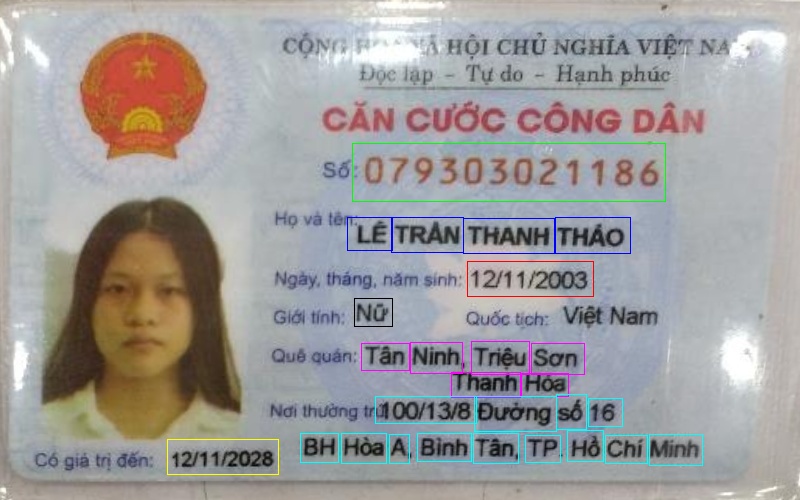 CỘNG HÒA XÃ HỘI CHỦ NGHĨA VIỆT NAM
Độc lập - Tự do - Hạnh phúc
CĂN CƯỚC CÔNG DÂN
Số: 079303021186
Họ và tên: LÊ TRẦN THANH THẢO
Ngày, tháng, năm sinh: 12/11/2003
Giới tính: Nữ Quốc tịch: Việt Nam
Quê quán: Tân Ninh, Triệu Sơn
Thanh Hóa
Nơi thường trú: 100/13/8 Đường số 16
BH Hòa A, Bình Tân, TP. Hồ Chí Minh
Có giá trị đến: 12/11/2028